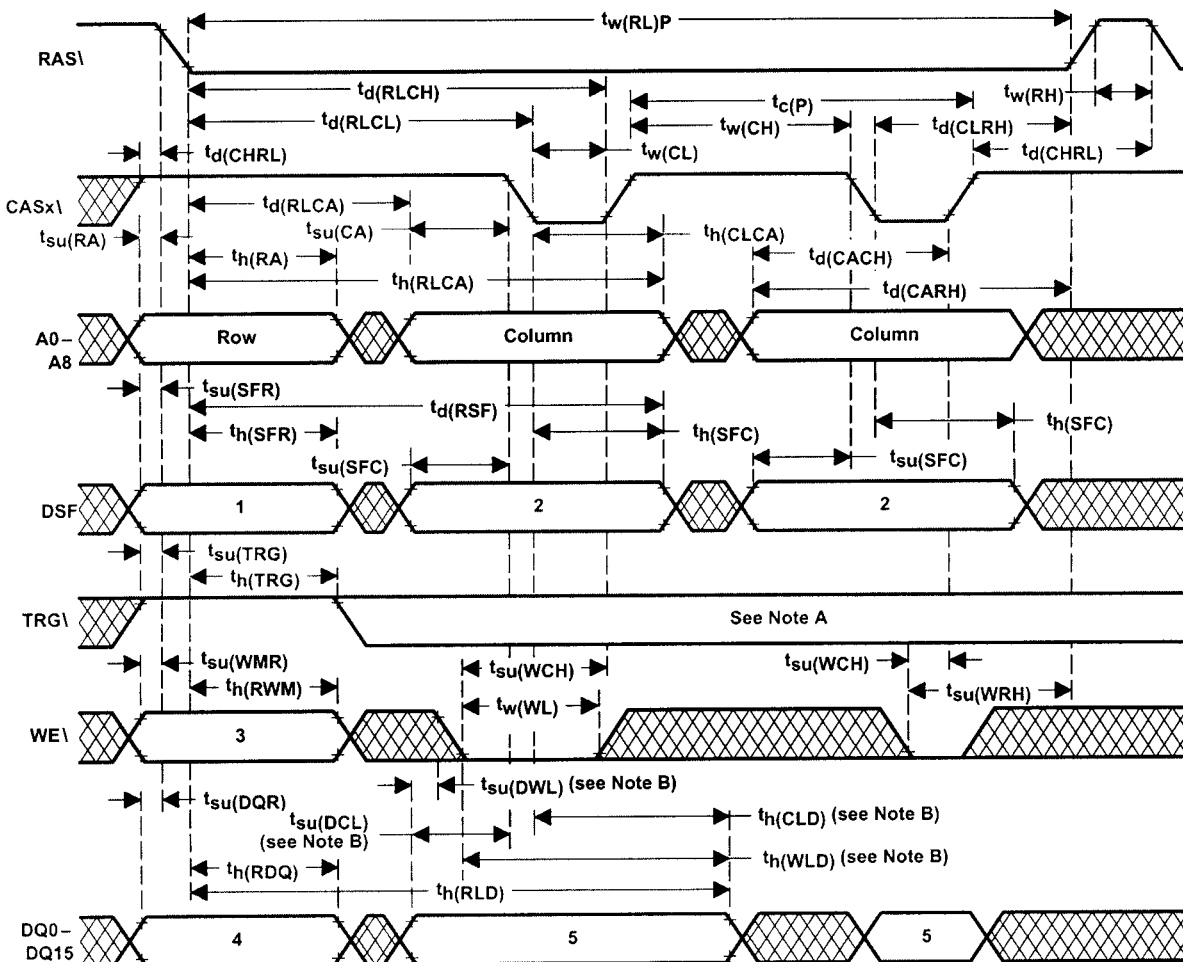 tw(RL)P
RAS\
td(RLCH)
tc(P)
tw(RH)
td(RLCL)
tw(CH)
td(CLRH)
td(CHRL)
tw(CL)
td(CHRL)
CASx\
td(RLCA)
tsu(RA)
tsu(CA)
th(CLCA)
th(RA)
td(CACH)
th(RLCA)
td(CARH)
A0–
A8
Row
Column
Column
tsu(SFR)
td(RSF)
th(SFR)
th(SFC)
th(SFC)
tsu(SFC)
tsu(SFC)
DSF
1
2
2
tsu(TRG)
th(TRG)
TRG\
See Note A
tsu(WMR)
tsu(WCH)
tsu(WCH)
th(RWM)
tw(WL)
tsu(WRH)
WE\
3
tsu(DWL) (see Note B)
tsu(DQR)
tsu(DCL)
(see Note B)
th(CLD) (see Note B)
th(WLD) (see Note B)
th(RDQ)
th(RLD)
DQ0–
DQ15
4
5
5